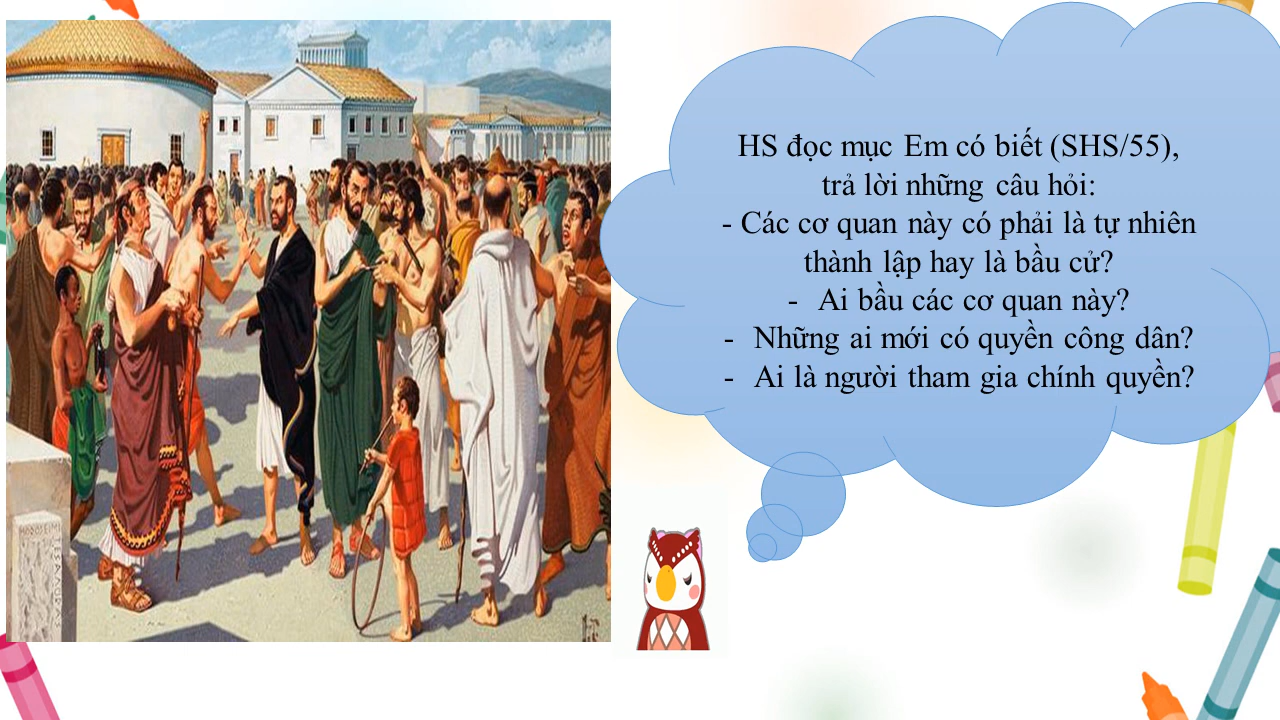 HS đọc mục Em có biết (SHS/55),
trả lời những câu hỏi:
- Các cơ quan này có phải là tự nhiên
thành lập hay là bầu cử?
- Ai bầu các cơ quan này?
- Những ai mới có quyền công dân?
- Ai là người tham gia chính quyền?